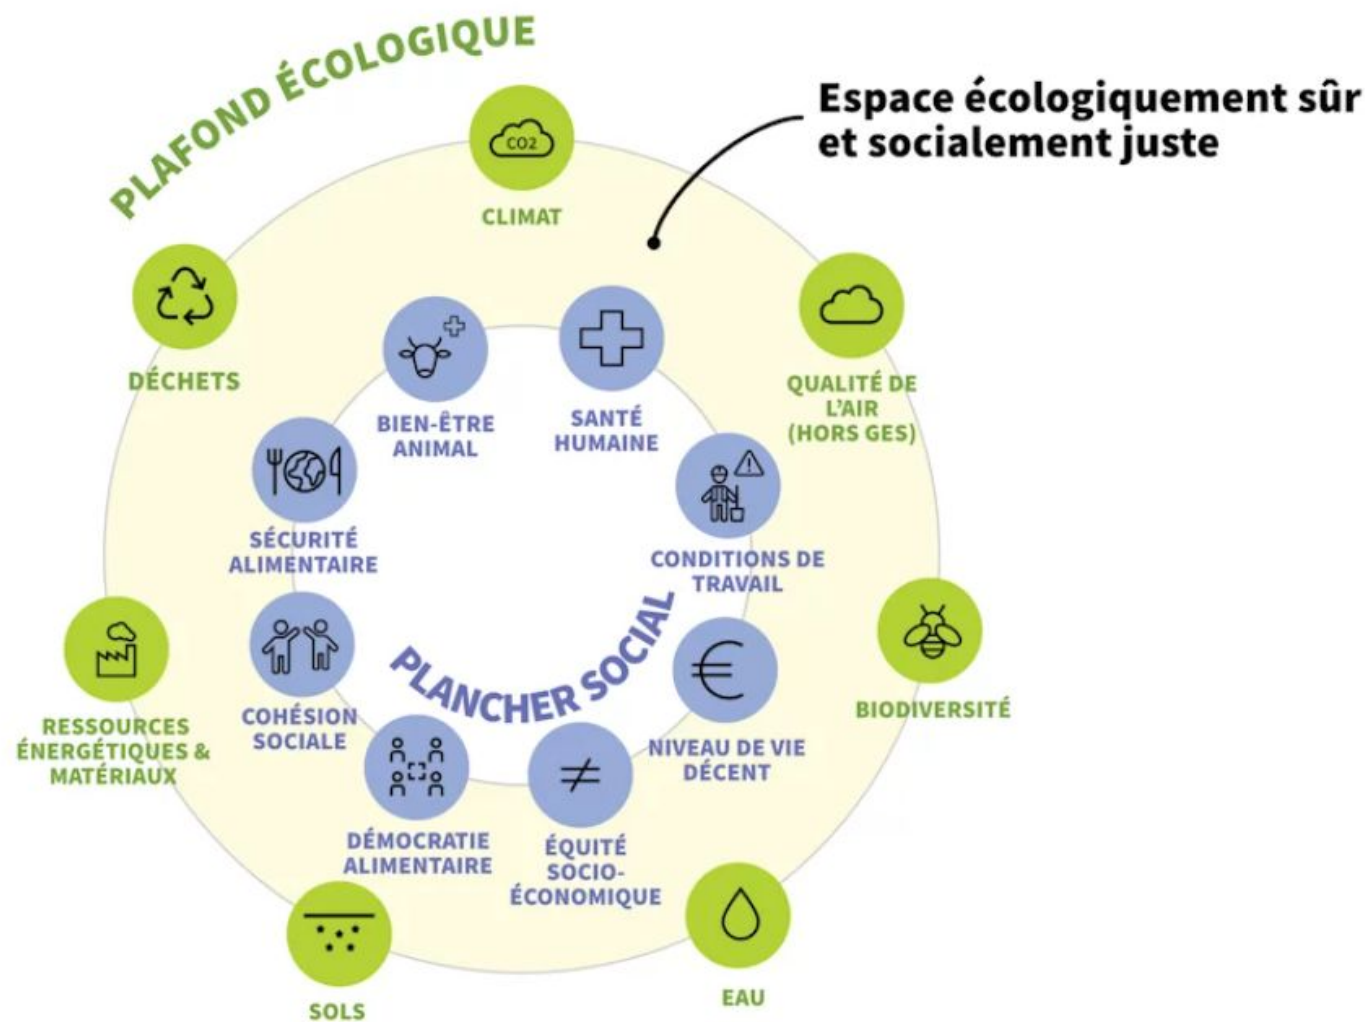 PLAFOND ÉCOLOGIQUE
Espace écologiquement sûr
et socialement juste
CO2
CLIMAT
DÉCHETS
QUALITÉ DE
L'AIR
(HORS GES)
BIEN-ÊTRE
ANIMAL
SANTÉ
HUMAINE
SÉCURITÉ
ALIMENTAIRE
CONDITIONS DE
TRAVAIL
PLANCHER SOCIAL
COHÉSION
SOCIALE
NIVEAU DE VIE
DÉCENT
BIODIVERSITÉ
RESSOURCES
ÉNERGÉTIQUES &
MATÉRIAUX
DÉMOCRATIE
ALIMENTAIRE
ÉQUITÉ
SOCIO-
ÉCONOMIQUE
SOLS
EAU